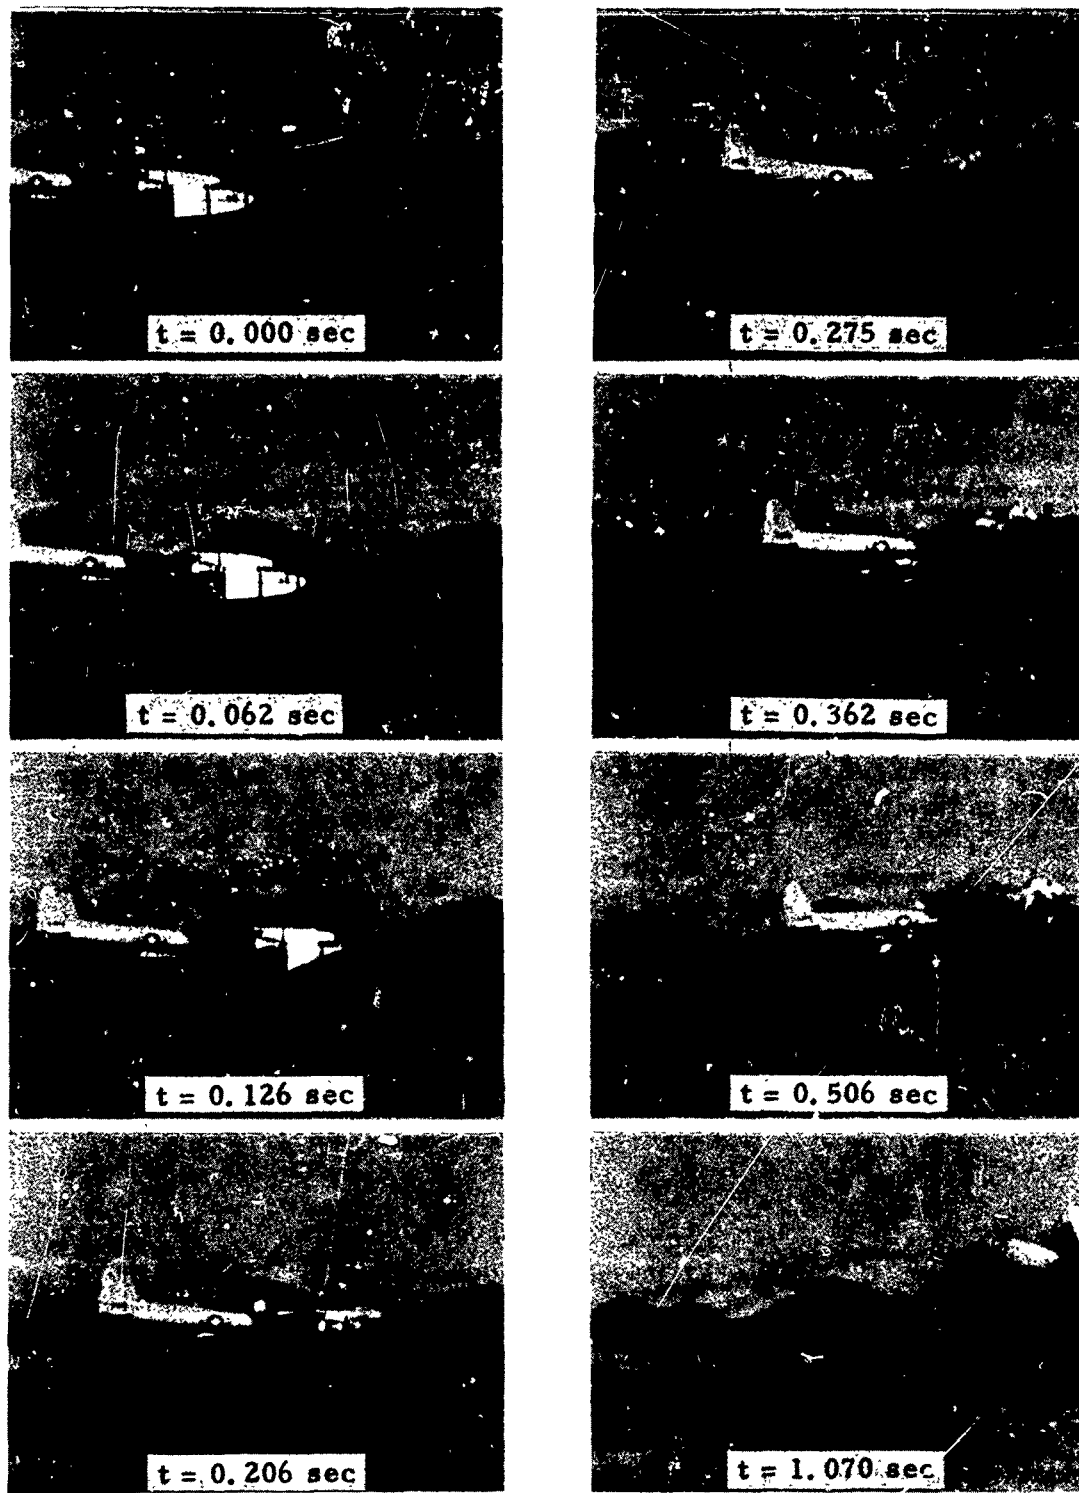 t = 0.000 sec
t = 0.062 sec
t = 0.126 sec
t = 0.206 sec
t = 0.275 sec
t = 0.362 sec
t = 0.506 sec
t = 1.070 sec